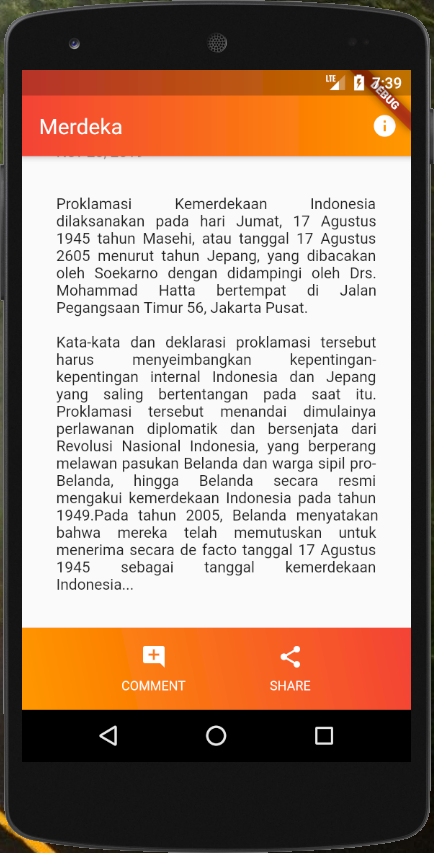 LTE 7:39
DEBUG
Merdeka
Proklamasi Kemerdekaan Indonesia
dilaksanakan pada hari Jumat, 17 Agustus
1945 tahun Masehi, atau tanggal 17 Agustus
2605 menurut tahun Jepang, yang dibacakan
oleh Soekarno dengan didampingi oleh Drs.
Mohammad Hatta bertempat di Jalan
Pegangsaan Timur 56, Jakarta Pusat.
Kata-kata dan deklarasi proklamasi tersebut
harus menyeimbangkan kepentingan-
kepentingan internal Indonesia dan Jepang
yang saling bertentangan pada saat itu.
Proklamasi tersebut menandai dimulainya
perlawanan diplomatik dan bersenjata dari
Revolusi Nasional Indonesia, yang berperang
melawan pasukan Belanda dan warga sipil pro-
Belanda, hingga Belanda secara resmi
mengakui kemerdekaan Indonesia pada tahun
1949.Pada tahun 2005, Belanda menyatakan
bahwa mereka telah memutuskan untuk
menerima secara de facto tanggal 17 Agustus
1945 sebagai tanggal kemerdekaan
Indonesia...
COMMENT
SHARE